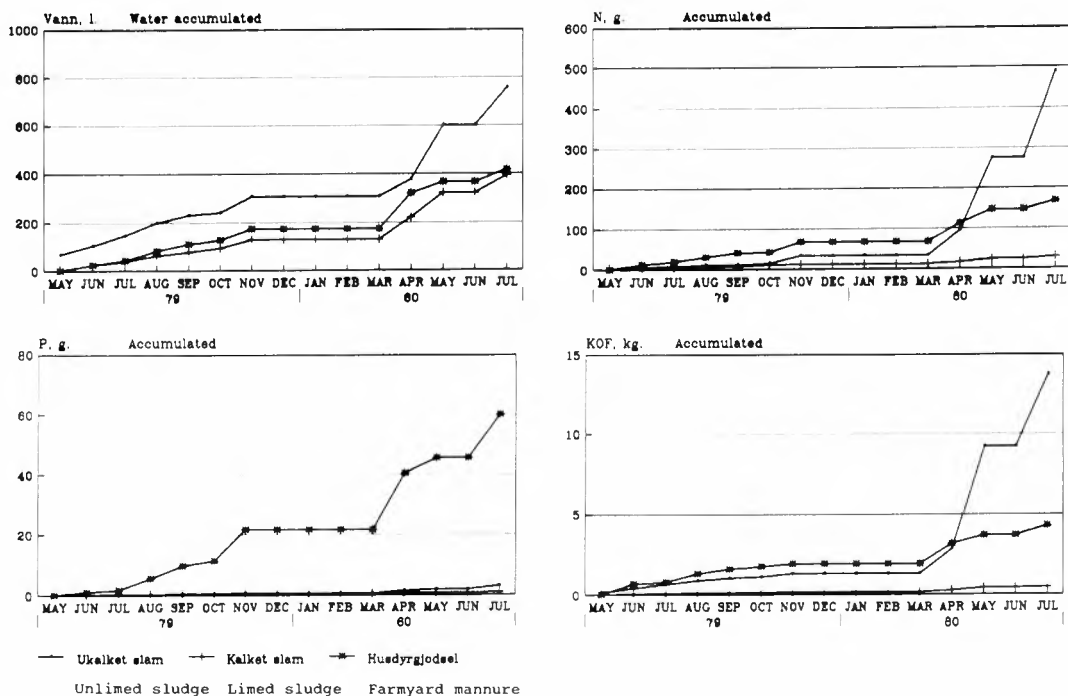 Vann, l. Water accumulated
1000
800
600
400
200
0
MAY JUN JUL AUG SEP OCT NOV DEC JAN FEB MAR APR MAY JUN JUL
79 80
N, g. Accumulated
600
500
400
300
200
100
0
MAY JUN JUL AUG SEP OCT NOV DEC JAN FEB MAR APR MAY JUN JUL
79 80
P, g. Accumulated
80
60
40
20
0
MAY JUN JUL AUG SEP OCT NOV DEC JAN FEB MAR APR MAY JUN JUL
79 80
KOF, kg. Accumulated
15
10
5
0
MAY JUN JUL AUG SEP OCT NOV DEC JAN FEB MAR APR MAY JUN JUL
79 80
Ukalket slam Kalket slam Husdyrgjodsel
Unlimed sludge Limed sludge Farmyard mannure